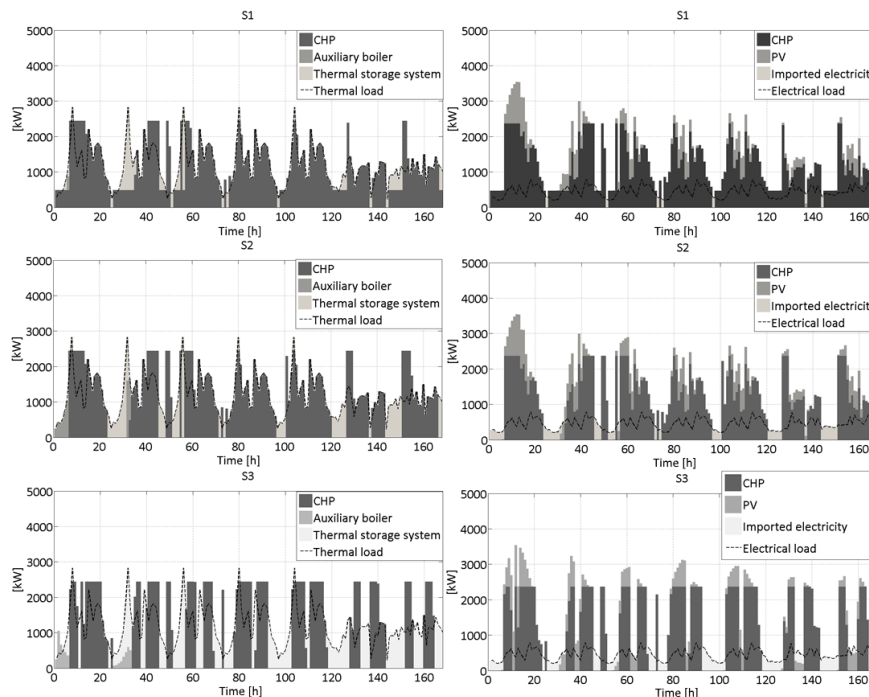 S1
5000
4000
3000
2000
1000
0
[kW]
CHP
Auxiliary boiler
Thermal storage system
Thermal load
0 20 40 60 80 100 120 140 160
Time [h]
S1
5000
4000
3000
2000
1000
0
[kW]
CHP
PV
Imported electricity
Electrical load
0 20 40 60 80 100 120 140 160
Time [h]
S2
5000
4000
3000
2000
1000
0
[kW]
CHP
Auxiliary boiler
Thermal storage system
Thermal load
0 20 40 60 80 100 120 140 160
Time [h]
S2
5000
4000
3000
2000
1000
0
[kW]
CHP
PV
Imported electricity
Electrical load
0 20 40 60 80 100 120 140 160
Time [h]
S3
5000
4000
3000
2000
1000
0
[kW]
CHP
Auxiliary boiler
Thermal storage system
Thermal load
0 20 40 60 80 100 120 140 160
Time [h]
S3
5000
4000
3000
2000
1000
0
[kW]
CHP
PV
Imported electricity
Electrical load
0 20 40 60 80 100 120 140 160
Time [h]